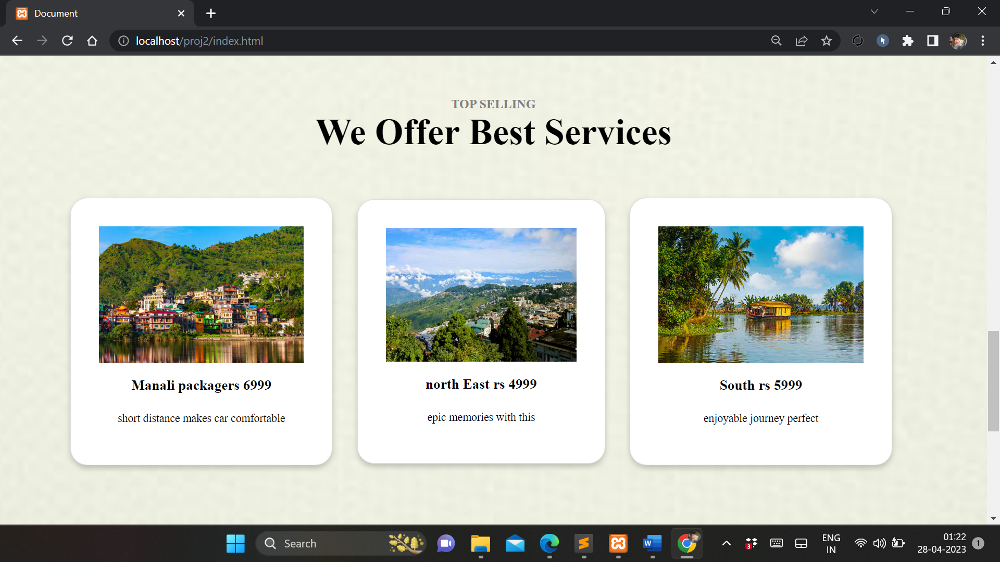 Document
localhost/proj2/index.html
TOP SELLING
We Offer Best Services
Manali packagers 6999
short distance makes car comfortable
north East rs 4999
epic memories with this
South rs 5999
enjoyable journey perfect
Search
W
3
ENG
IN
01:22
28-04-2023
1